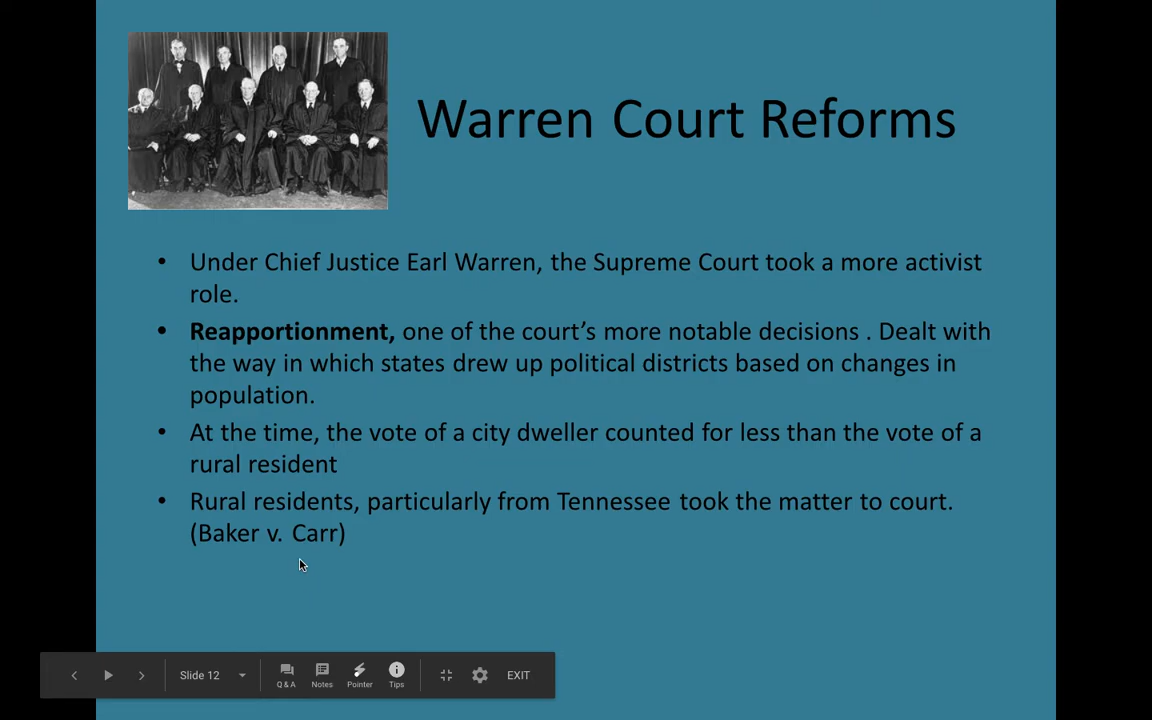 Warren Court Reforms
• Under Chief Justice Earl Warren, the Supreme Court took a more activist
role.
• Reapportionment, one of the court's more notable decisions . Dealt with
the way in which states drew up political districts based on changes in
population.
• At the time, the vote of a city dweller counted for less than the vote of a
rural resident
• Rural residents, particularly from Tennessee took the matter to court.
(Baker v. Carr)
Slide 12
Q & A
Notes
Pointer
Tips
EXIT